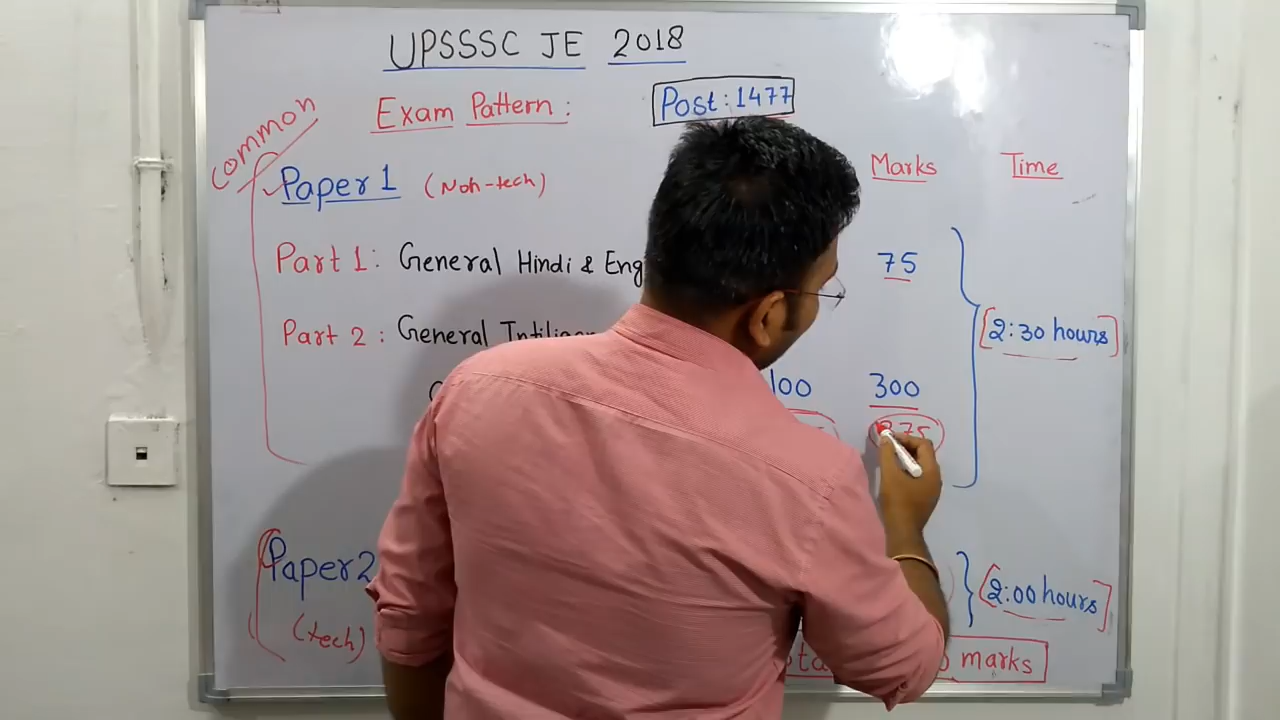 UPSSSC JE 2018
Exam Pattern : Post : 1477
common
Paper 1 (Non-tech) Marks Time
Part 1 : General Hindi & Eng 75
2:30 hours
Part 2 : General
100 300
375
Paper 2
2:00 hours
(tech)
marks